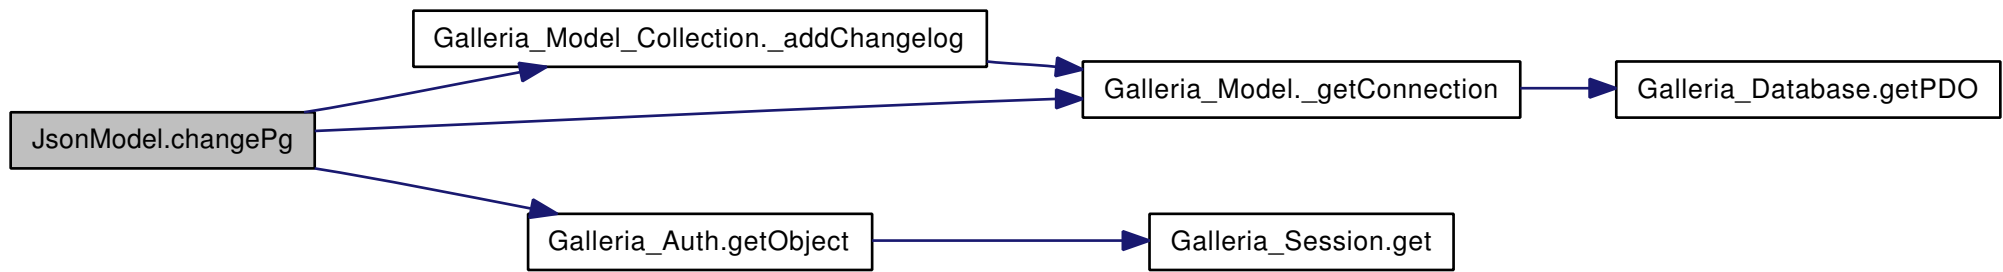 Galleria_Model_Collection._addChangelog
Galleria_Model._getConnection
Galleria_Database.getPDO
JsonModel.changePg
Galleria_Auth.getObject
Galleria_Session.get